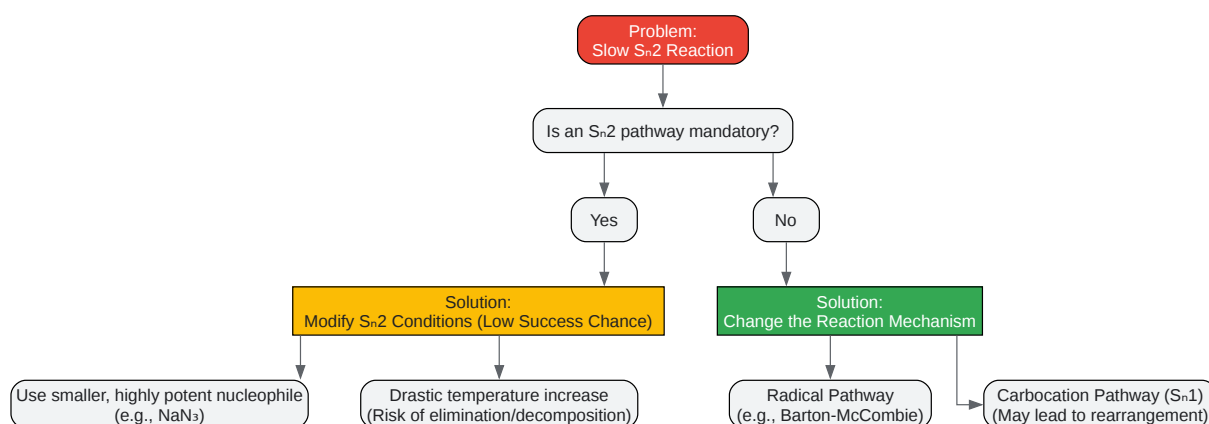 Problem:
Slow Sₙ2 Reaction
Is an Sₙ2 pathway mandatory?
Yes
No
Solution:
Modify Sₙ2 Conditions (Low Success Chance)
Solution:
Change the Reaction Mechanism
Use smaller, highly potent nucleophile
(e.g., NaN₃)
Drastic temperature increase
(Risk of elimination/decomposition)
Radical Pathway
(e.g., Barton-McCombie)
Carbocation Pathway (Sₙ1)
(May lead to rearrangement)